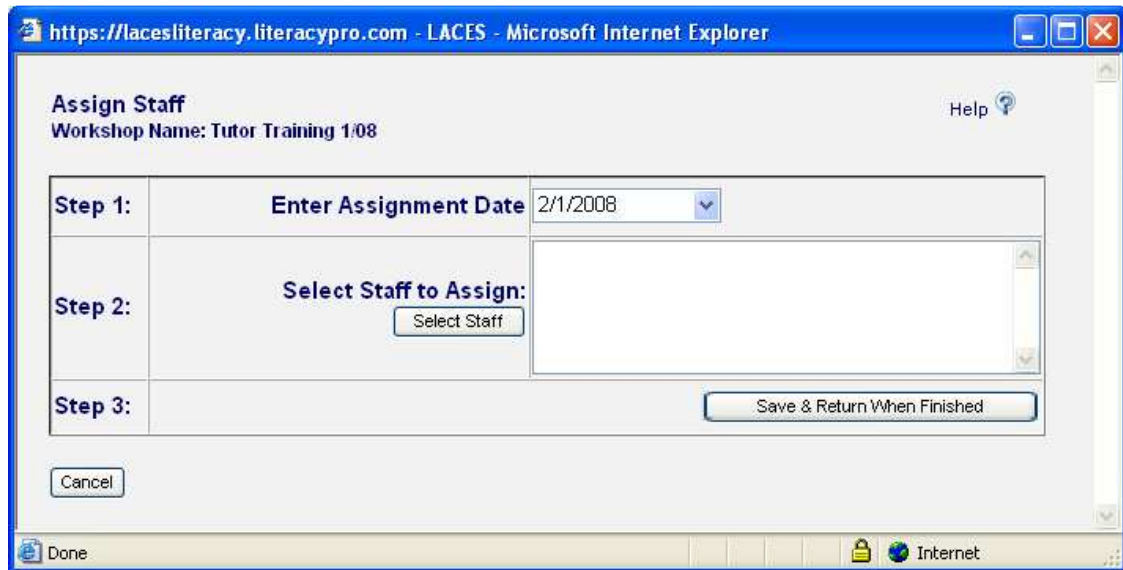 https://lacesliteracy.literacypro.com - LACES - Microsoft Internet Explorer
Assign Staff
Help
Workshop Name: Tutor Training 1/08
Step 1:
Enter Assignment Date
2/1/2008
Step 2:
Select Staff to Assign:
Select Staff
Step 3:
Save & Return When Finished
Cancel
Done
Internet